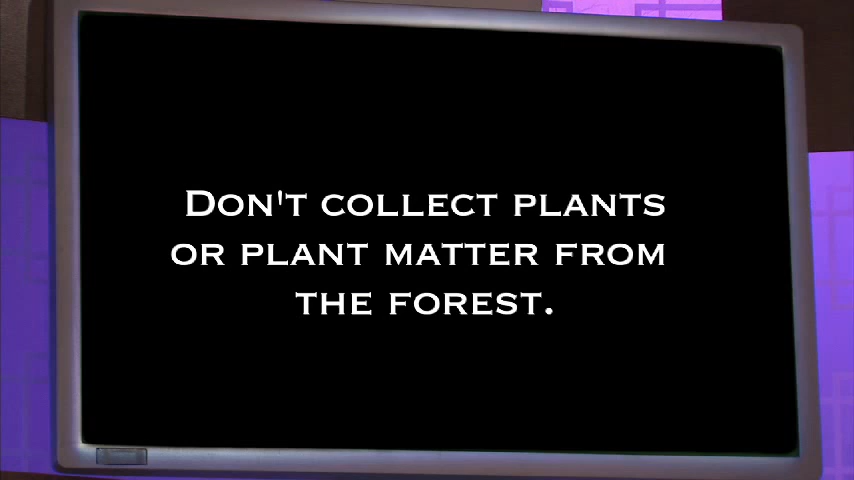 Don't collect plants
or plant matter from
the forest.